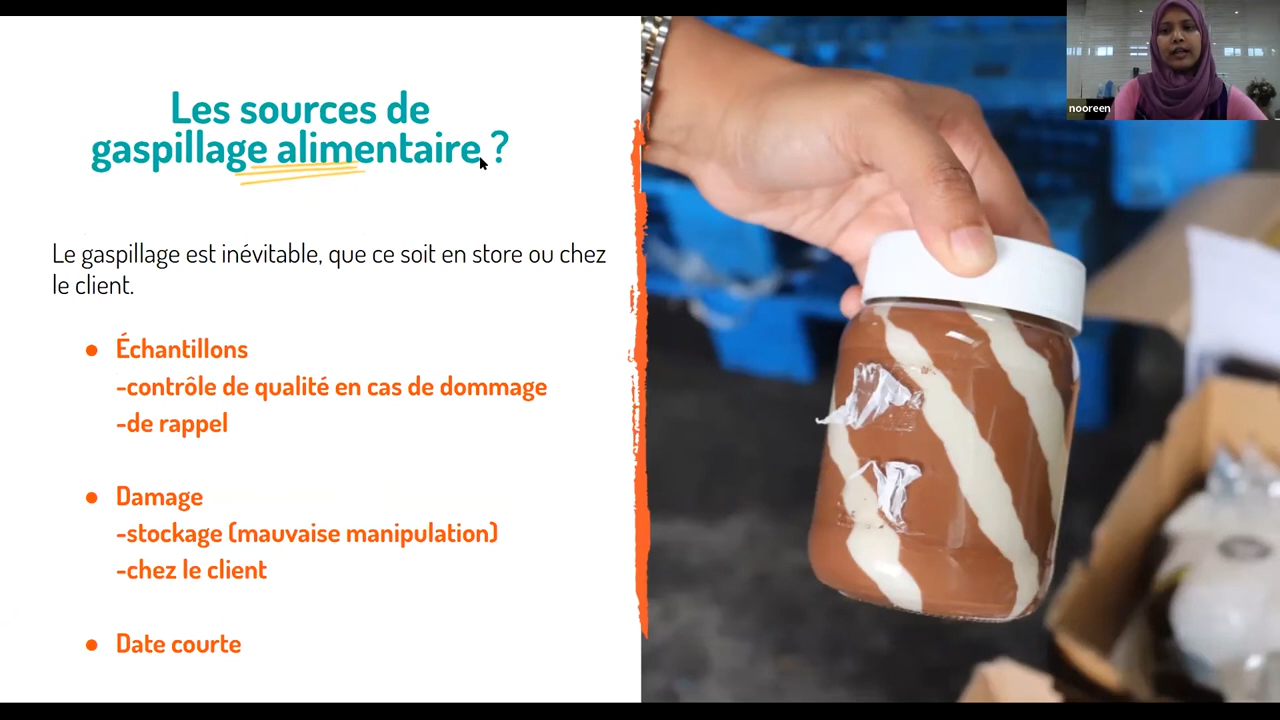 Les sources de
gaspillage alimentaire ?
Le gaspillage est inévitable, que ce soit en store ou chez
le client.
● Échantillons
-contrôle de qualité en cas de dommage
-de rappel
● Damage
-stockage (mauvaise manipulation)
-chez le client
● Date courte
nooreen